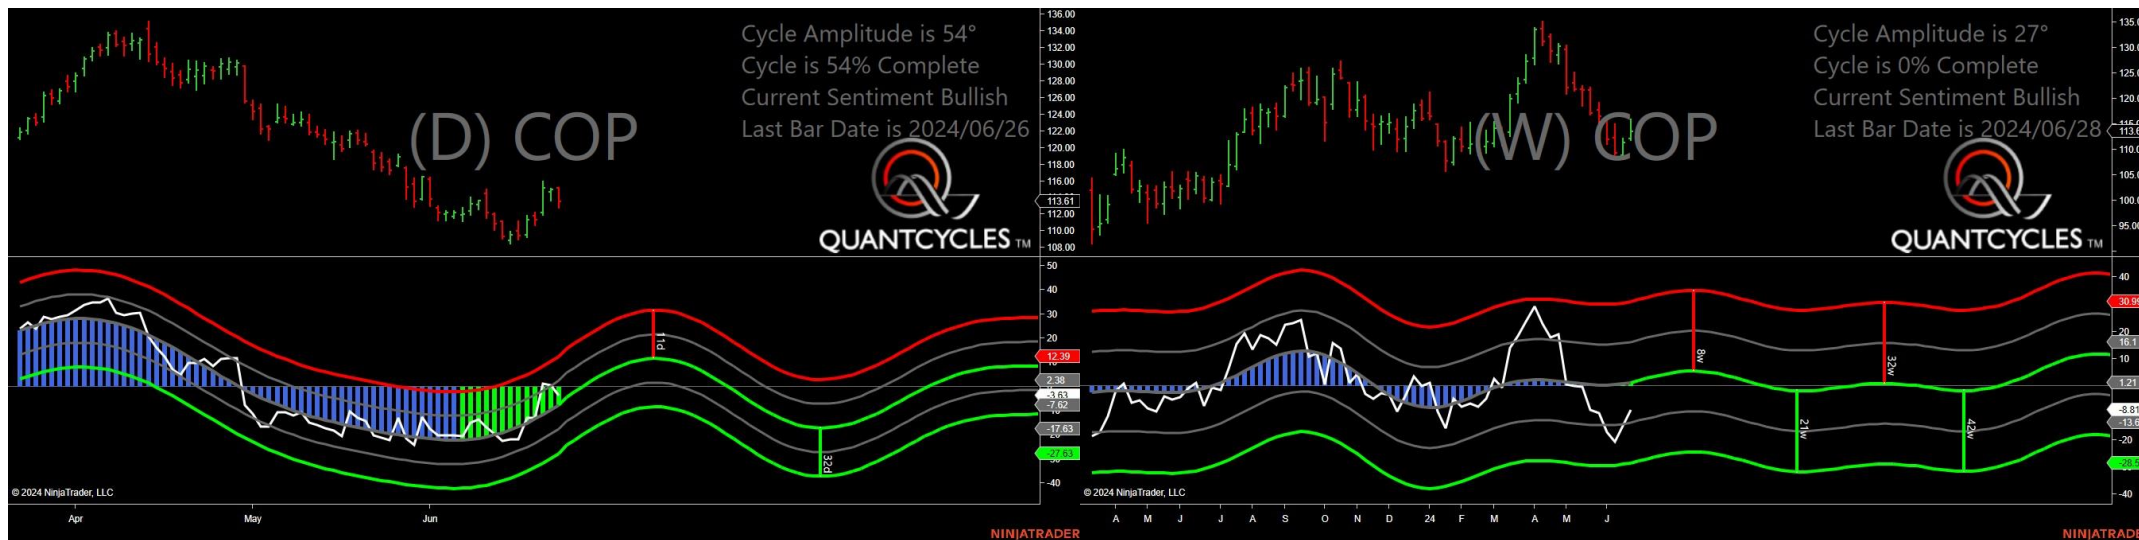 Cycle Amplitude is 54°
Cycle is 54% Complete
Current Sentiment Bullish
Last Bar Date is 2024/06/26
(D) COP
QUANTCYCLES TM
136.00
134.00
132.00
130.00
128.00
126.00
124.00
122.00
120.00
118.00
116.00
113.61
112.00
110.00
108.00
50
40
30
20
12.39
2.38
-3.63
-7.62
-17.63
-27.63
-40
11d
32d
© 2024 NinjaTrader, LLC
Apr May Jun
NINJATRADER
Cycle Amplitude is 27°
Cycle is 0% Complete
Current Sentiment Bullish
Last Bar Date is 2024/06/28
(W) COP
QUANTCYCLES TM
135.0
130.0
125.0
120.0
115.0
113.6
110.0
105.0
100.0
95.00
40
30.99
20
16.1
10
1.21
-8.81
-13.6
-20
-28.5
-40
8w
21w
32w
42w
© 2024 NinjaTrader, LLC
A M J J A S O N D 24 F M A M J
NINJATRADE